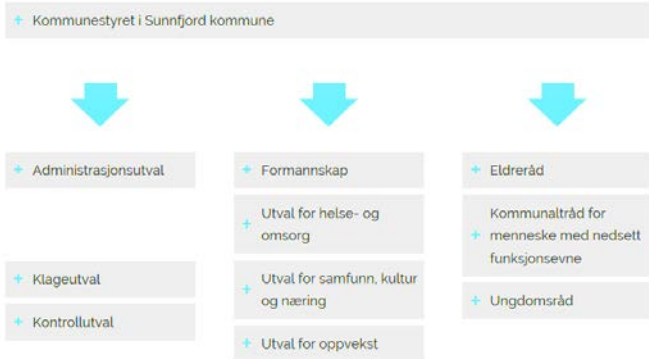 + Kommunestyret i Sunnfjord kommune
+ Administrasjonsutval
+ Klageutval
+ Kontrollutval
+ Formannskap
+ Utval for helse- og
omsorg
+ Utval for samfunn, kultur
og næring
+ Utval for oppvekst
+ Eldreråd
+ Kommunaltråd for
menneske med nedsett
funksjonsevne
+ Ungdomsråd